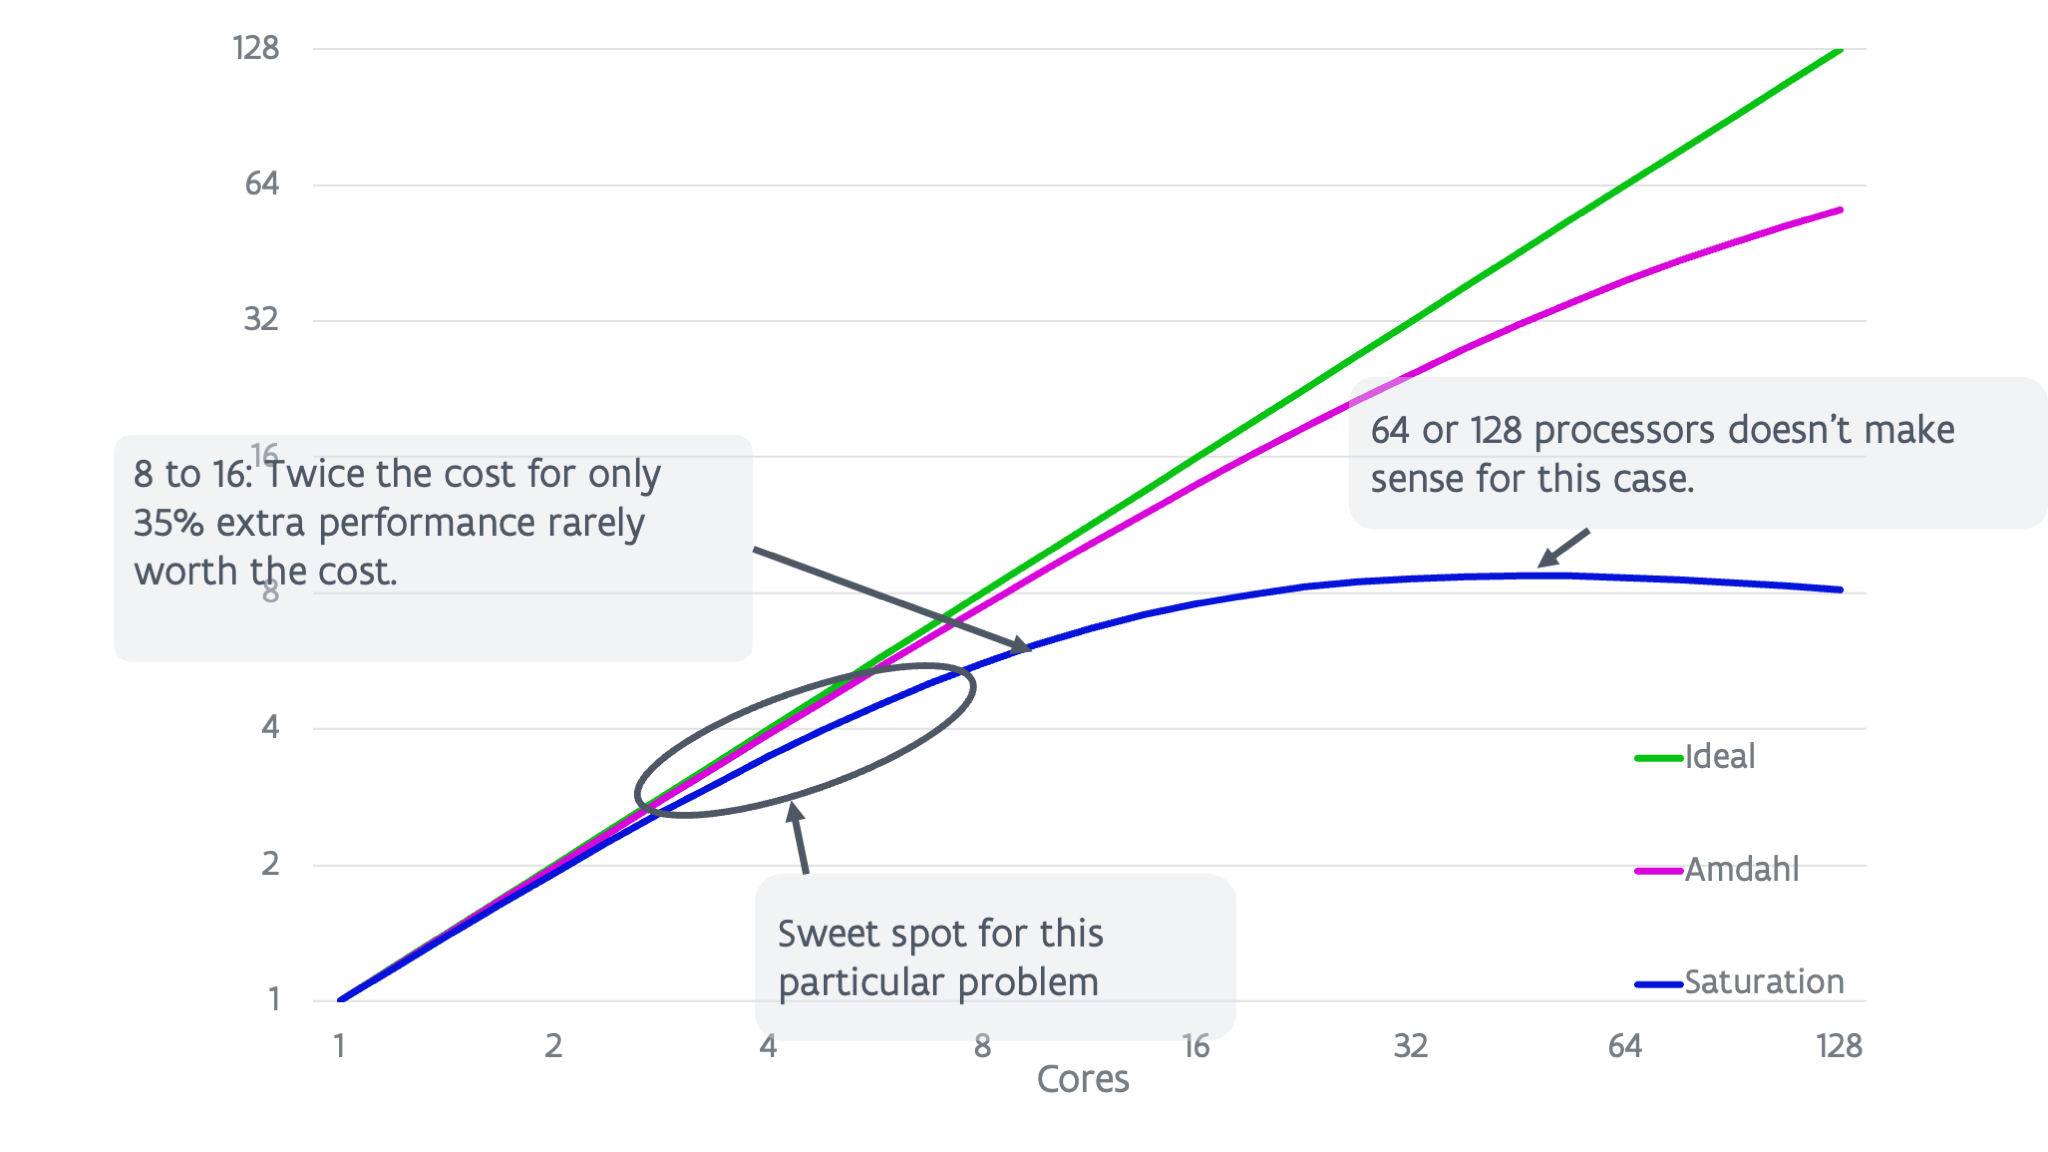 128
64
32
16
8
4
2
1
8 to 16: Twice the cost for only
35% extra performance rarely
worth the cost.
64 or 128 processors doesn’t make
sense for this case.
Sweet spot for this
particular problem
Ideal
Amdahl
Saturation
1 2 4 8 16 32 64 128
Cores